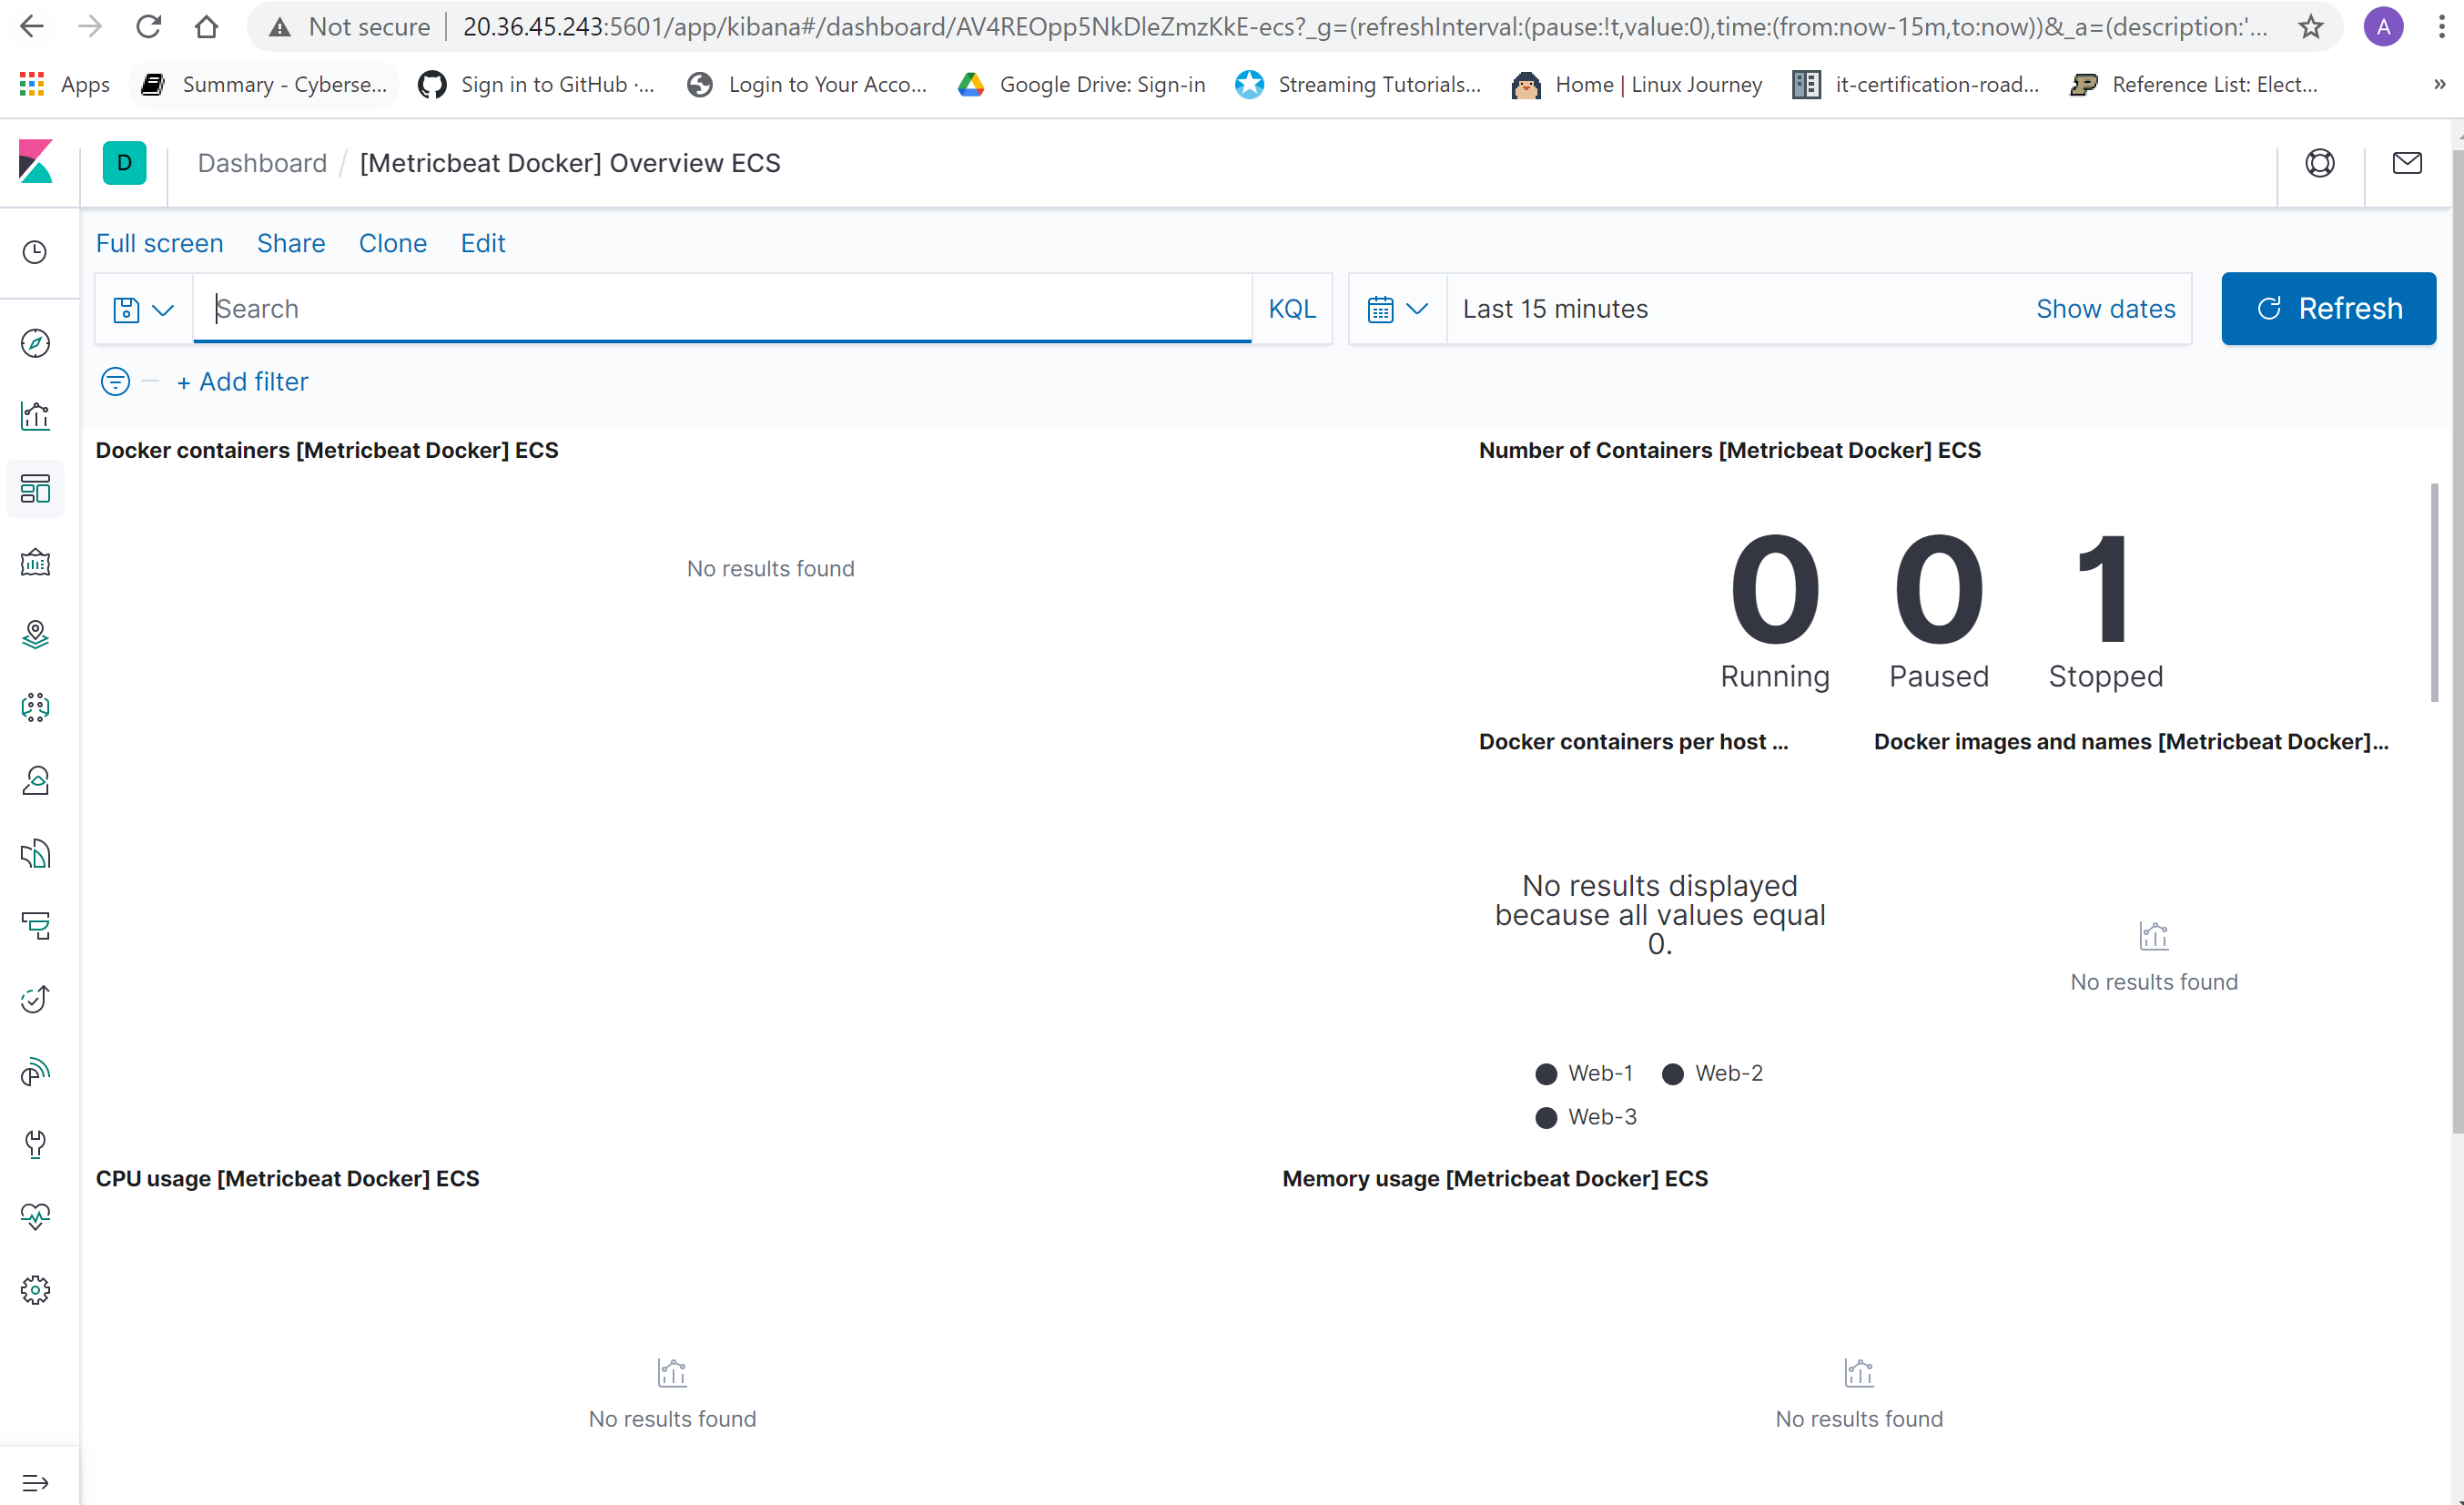 Not secure | 20.36.45.243:5601/app/kibana#/dashboard/AV4REOpp5NkDleZmzKkE-ecs?_g=(refreshInterval:(pause:!t,value:0),time:(from:now-15m,to:now))&_a=(description:'...
A
Apps Summary - Cyberse... Sign in to GitHub ·... Login to Your Acco... Google Drive: Sign-in Streaming Tutorials... Home | Linux Journey it-certification-road... Reference List: Elect... »
D Dashboard / [Metricbeat Docker] Overview ECS
Full screen Share Clone Edit
Search KQL Last 15 minutes Show dates Refresh
+ Add filter
Docker containers [Metricbeat Docker] ECS
No results found
Number of Containers [Metricbeat Docker] ECS
0 0 1
Running Paused Stopped
Docker containers per host ...
No results displayed
because all values equal
0.
Web-1 Web-2
Web-3
Docker images and names [Metricbeat Docker]...
No results found
CPU usage [Metricbeat Docker] ECS
No results found
Memory usage [Metricbeat Docker] ECS
No results found